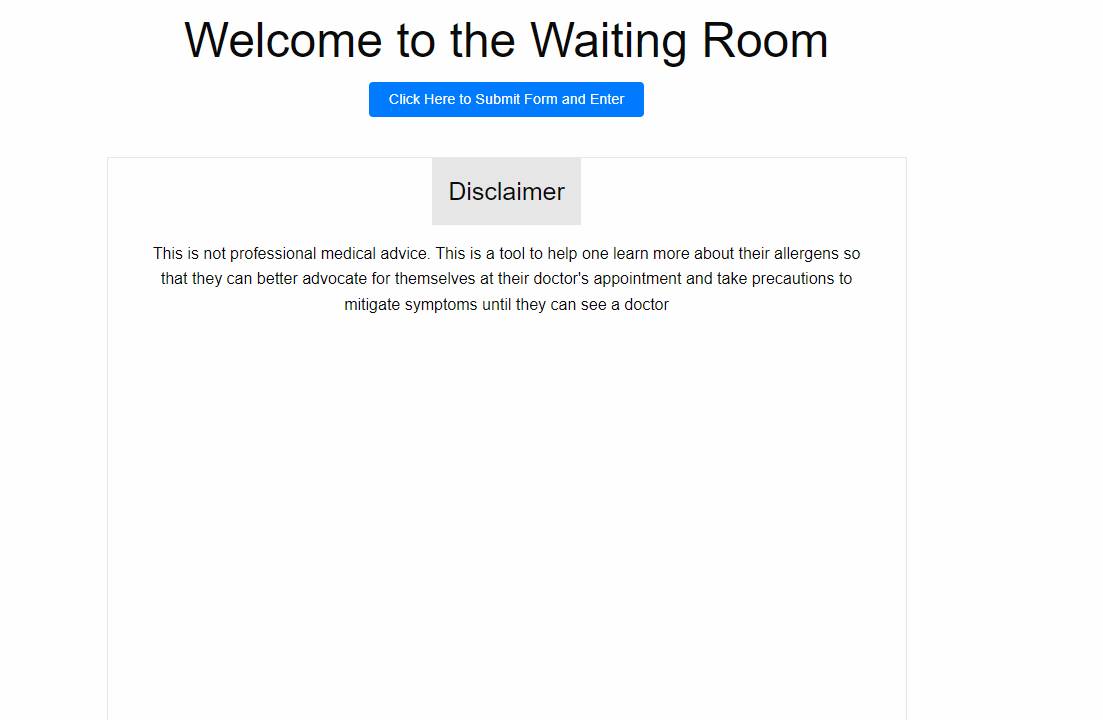 Welcome to the Waiting Room
Click Here to Submit Form and Enter
Disclaimer
This is not professional medical advice. This is a tool to help one learn more about their allergens so
that they can better advocate for themselves at their doctor's appointment and take precautions to
mitigate symptoms until they can see a doctor